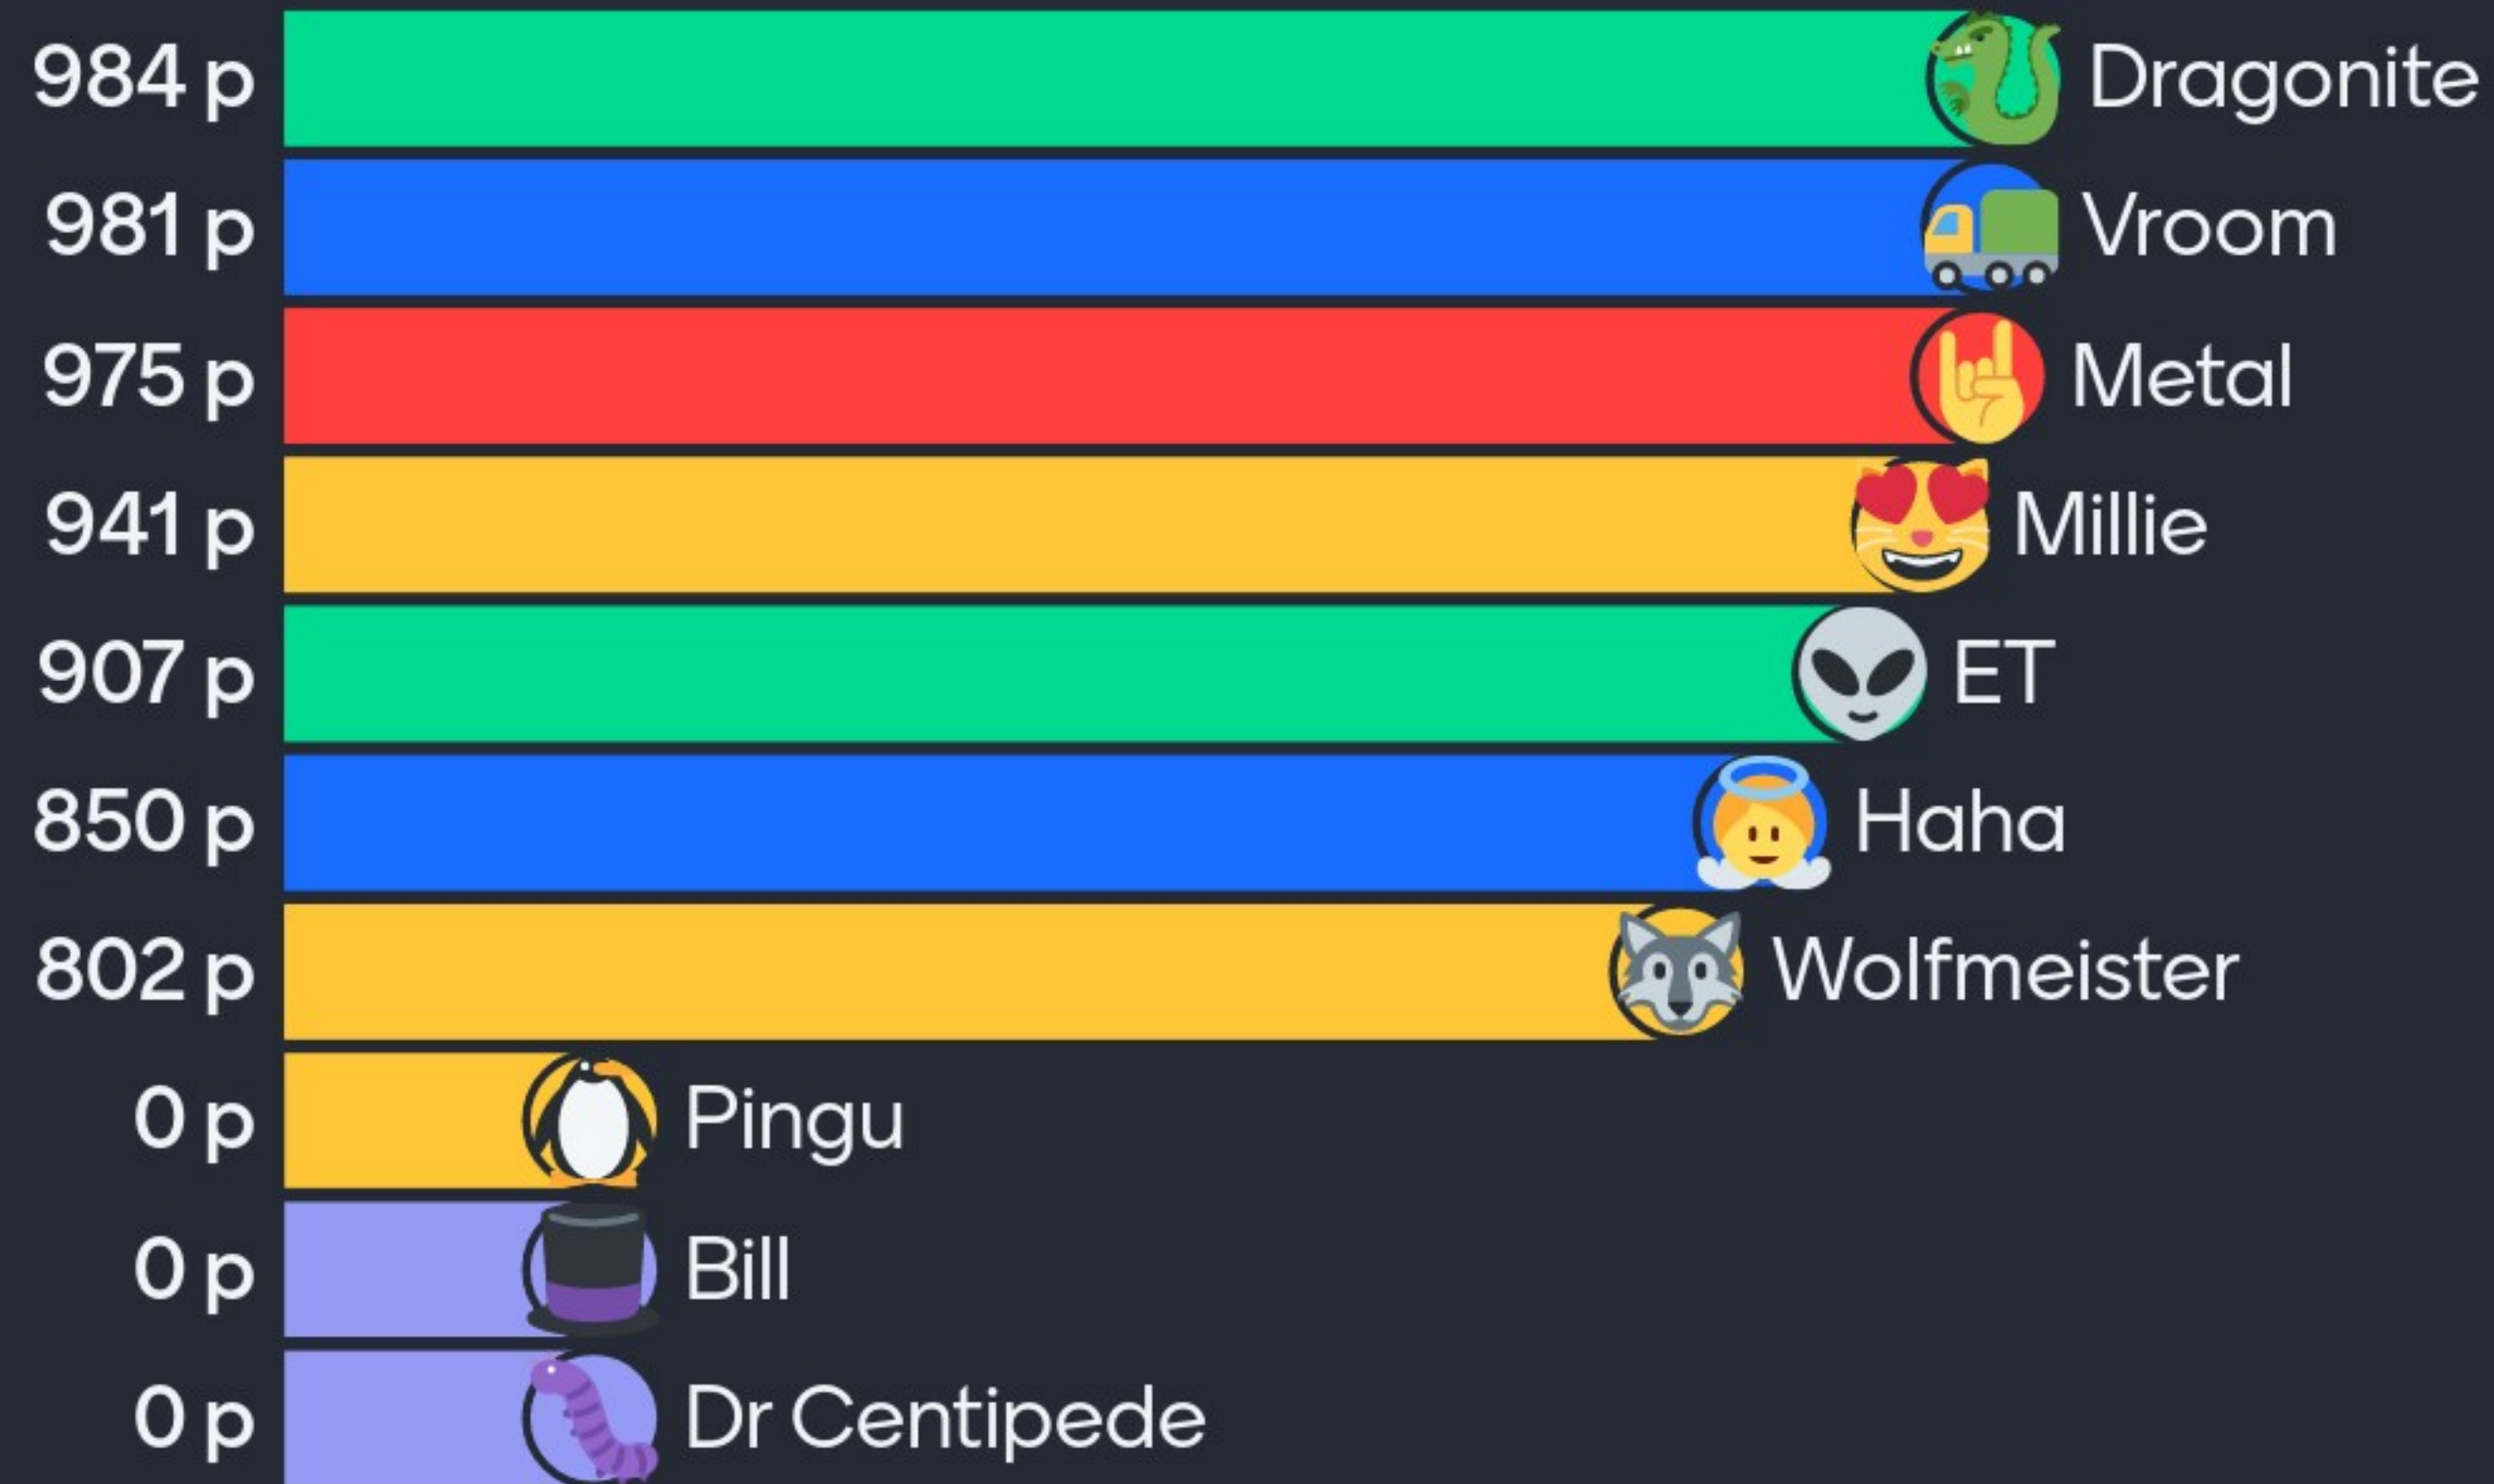 984 p Dragonite
981 p Vroom
975 p Metal
941 p Millie
907 p ET
850 p Haha
802 p Wolfmeister
0 p Pingu
0 p Bill
0 p Dr Centipede